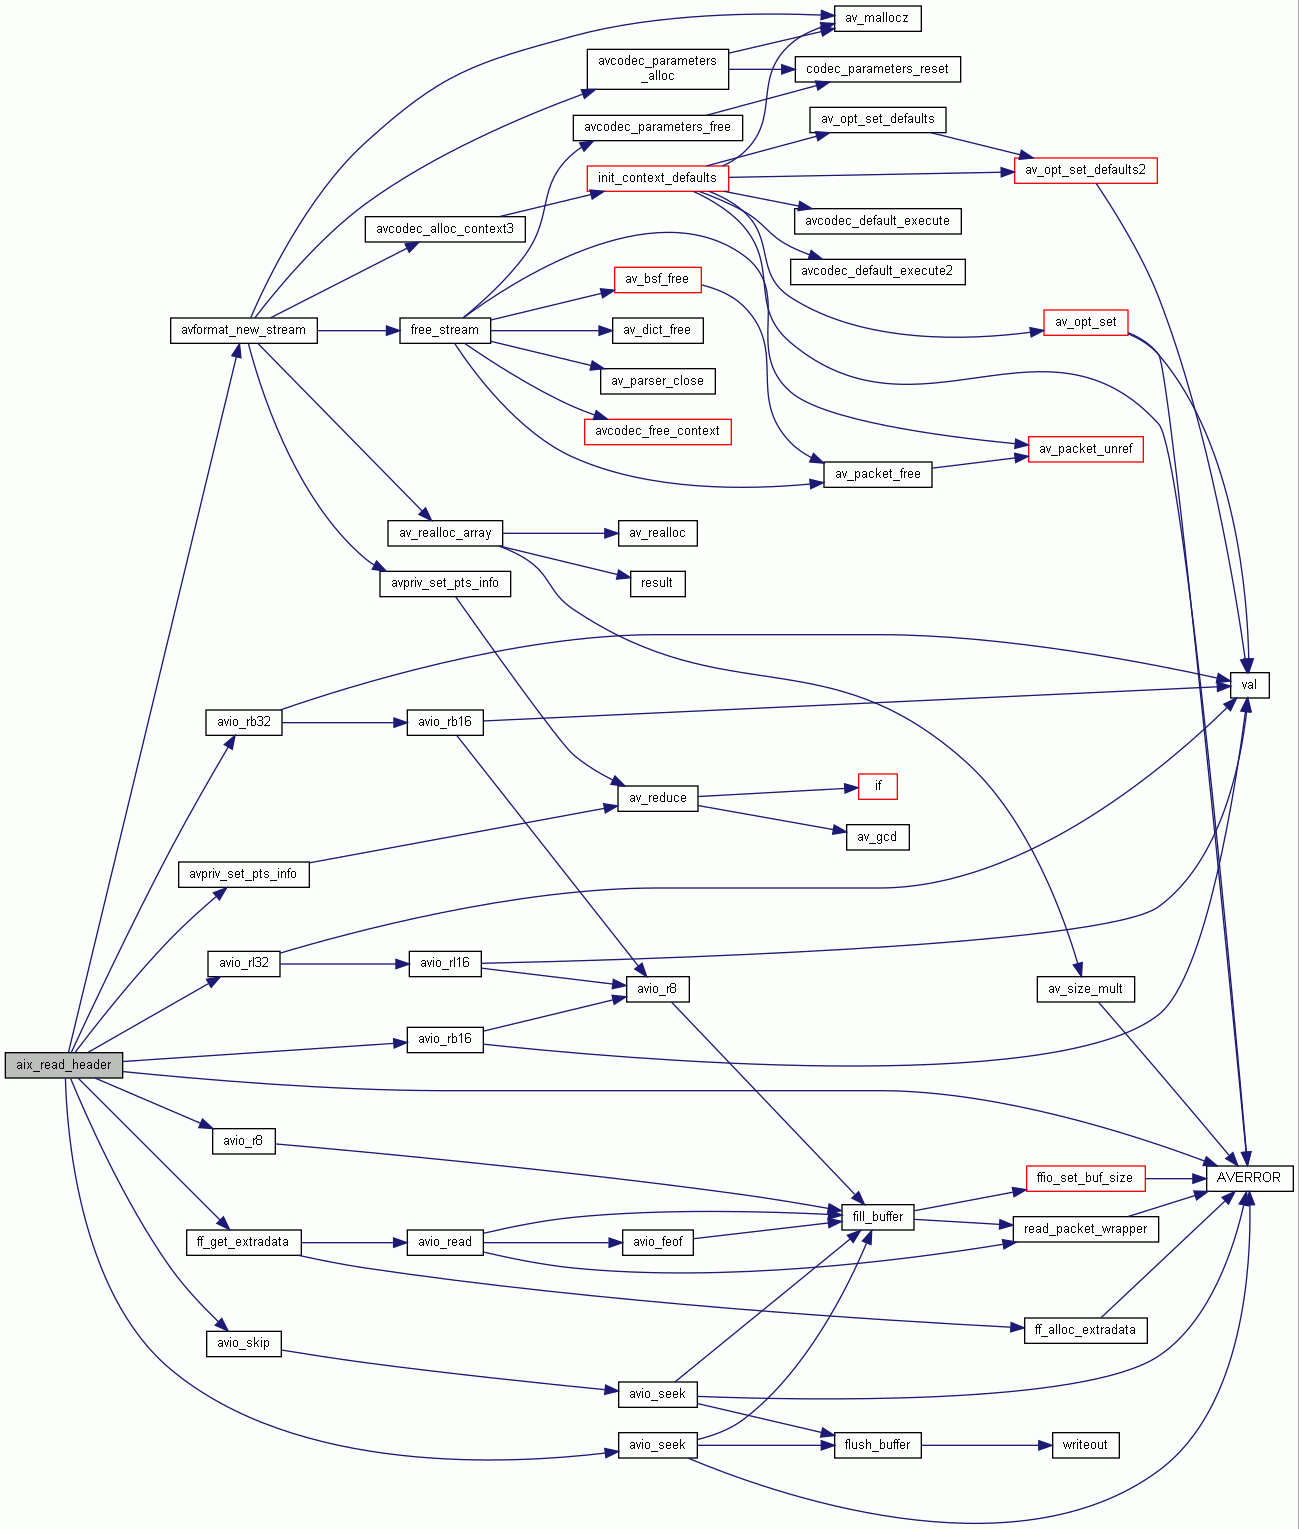 av_mallocz
avcodec_parameters
_alloc
codec_parameters_reset
av_opt_set_defaults
avcodec_parameters_free
av_opt_set_defaults2
init_context_defaults
avcodec_default_execute
avcodec_alloc_context3
avcodec_default_execute2
av_bsf_free
av_opt_set
avformat_new_stream
free_stream
av_dict_free
av_parser_close
avcodec_free_context
av_packet_unref
av_packet_free
av_realloc_array
av_realloc
avpriv_set_pts_info
result
val
avio_rb32
avio_rb16
if
av_reduce
av_gcd
avpriv_set_pts_info
avio_rl32
avio_rl16
avio_r8
av_size_mult
avio_rb16
aix_read_header
avio_r8
ffio_set_buf_size
AVERROR
fill_buffer
read_packet_wrapper
ff_get_extradata
avio_read
avio_feof
ff_alloc_extradata
avio_skip
avio_seek
avio_seek
flush_buffer
writeout